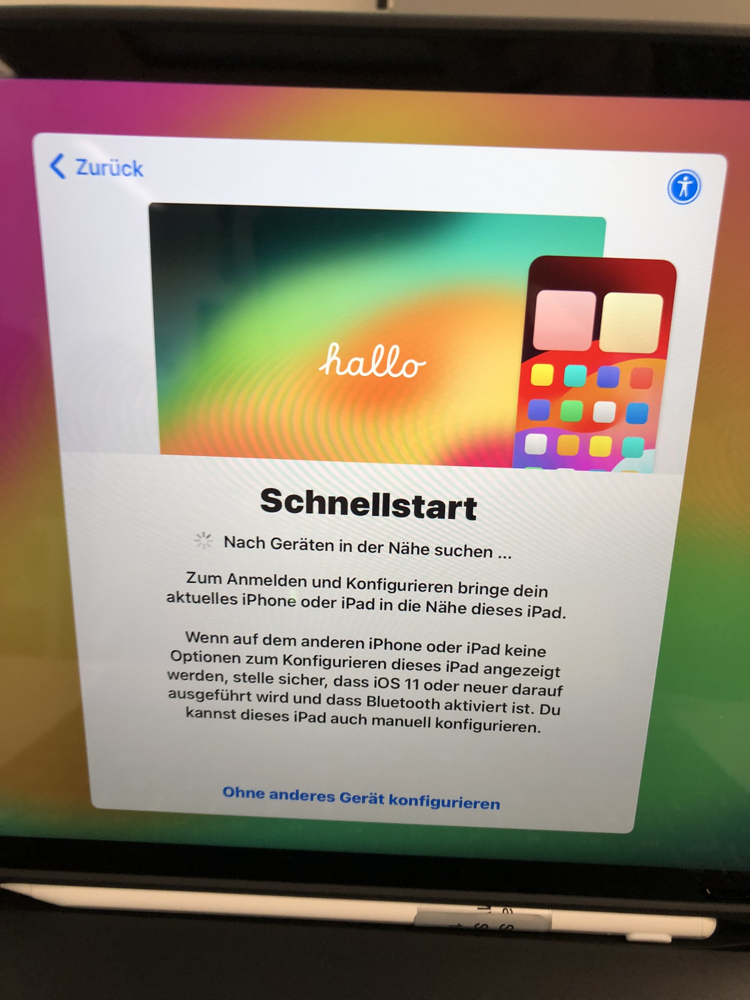 Zurück
hallo
Schnellstart
Nach Geräten in der Nähe suchen ...
Zum Anmelden und Konfigurieren bringe dein
aktuelles iPhone oder iPad in die Nähe dieses iPad.
Wenn auf dem anderen iPhone oder iPad keine
Optionen zum Konfigurieren dieses iPad angezeigt
werden, stelle sicher, dass iOS 11 oder neuer darauf
ausgeführt wird und dass Bluetooth aktiviert ist. Du
kannst dieses iPad auch manuell konfigurieren.
Ohne anderes Gerät konfigurieren